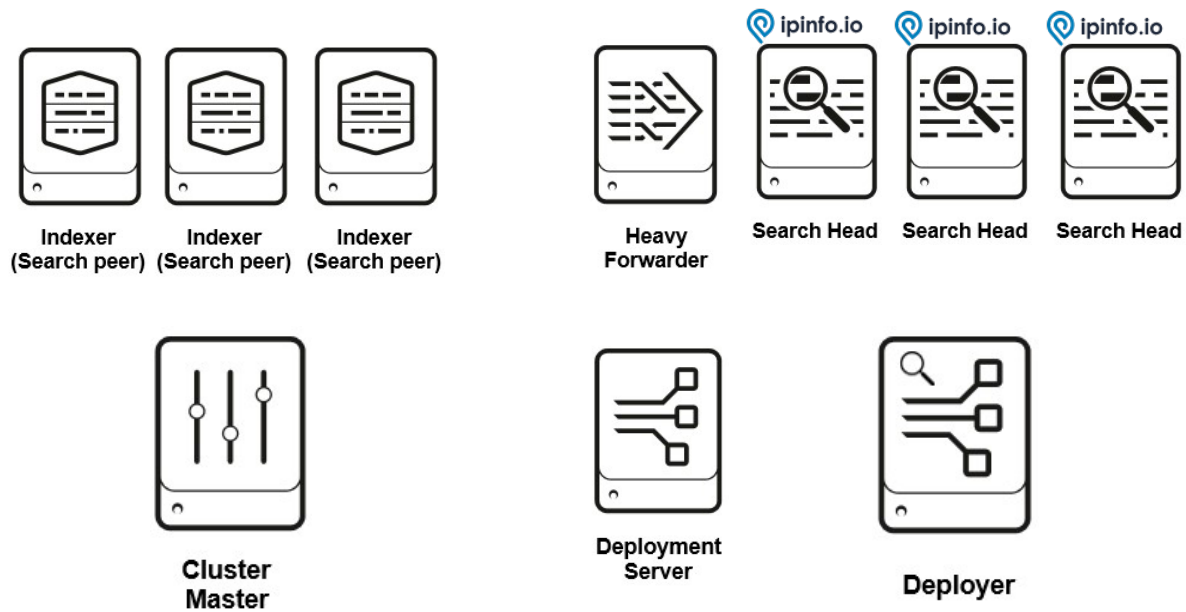 ipinfo.io
ipinfo.io
ipinfo.io
Indexer
(Search peer)
Indexer
(Search peer)
Indexer
(Search peer)
Heavy
Forwarder
Search Head
Search Head
Search Head
Cluster
Master
Deployment
Server
Deployer